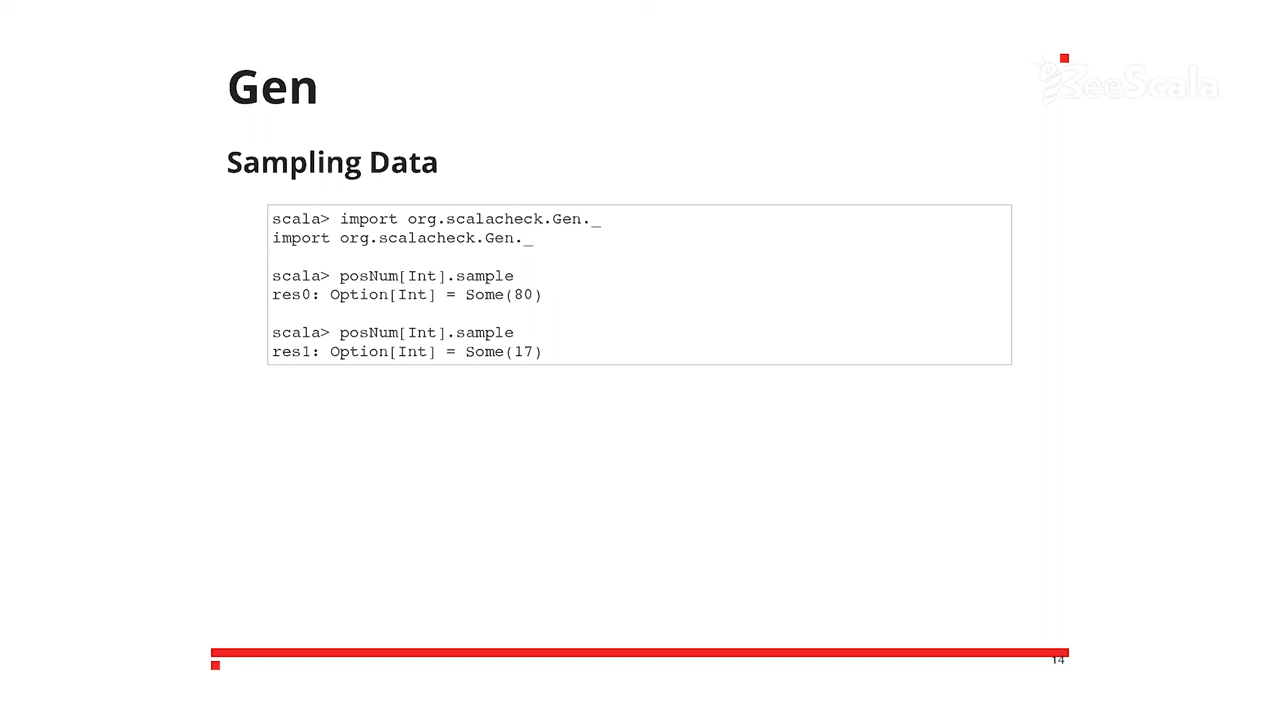 BeeScala
Gen
Sampling Data
scala> import org.scalacheck.Gen._
import org.scalacheck.Gen._
scala> posNum[Int].sample
res0: Option[Int] = Some(80)
scala> posNum[Int].sample
res1: Option[Int] = Some(17)
14